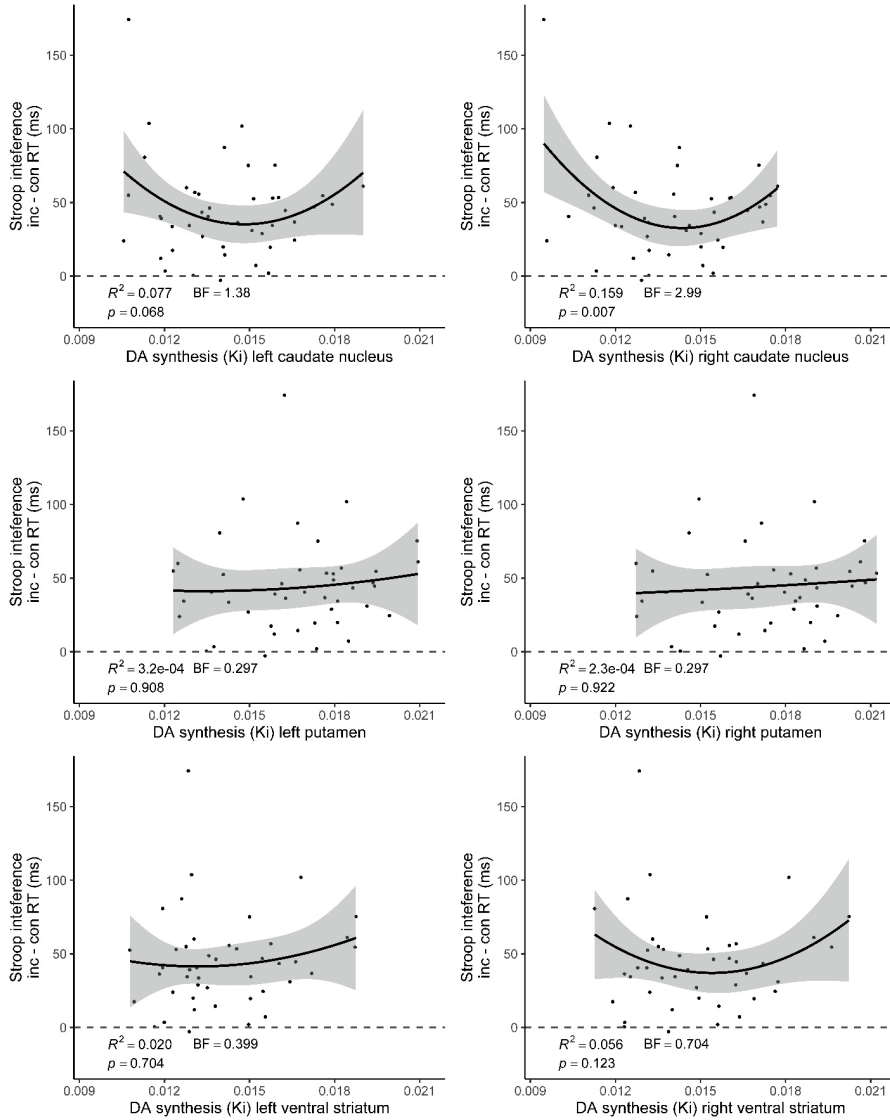 150
100
50
0
Stroop inteference
inc - con RT (ms)
R² = 0.077 BF = 1.38
p = 0.068
0.009 0.012 0.015 0.018 0.021
DA synthesis (Ki) left caudate nucleus
150
100
50
0
Stroop inteference
inc - con RT (ms)
R² = 0.159 BF = 2.99
p = 0.007
0.009 0.012 0.015 0.018 0.021
DA synthesis (Ki) right caudate nucleus
150
100
50
0
Stroop inteference
inc - con RT (ms)
R² = 3.2e-04 BF = 0.297
p = 0.908
0.009 0.012 0.015 0.018 0.021
DA synthesis (Ki) left putamen
150
100
50
0
Stroop inteference
inc - con RT (ms)
R² = 2.3e-04 BF = 0.297
p = 0.922
0.009 0.012 0.015 0.018 0.021
DA synthesis (Ki) right putamen
150
100
50
0
Stroop inteference
inc - con RT (ms)
R² = 0.020 BF = 0.399
p = 0.704
0.009 0.012 0.015 0.018 0.021
DA synthesis (Ki) left ventral striatum
150
100
50
0
Stroop inteference
inc - con RT (ms)
R² = 0.056 BF = 0.704
p = 0.123
0.009 0.012 0.015 0.018 0.021
DA synthesis (Ki) right ventral striatum